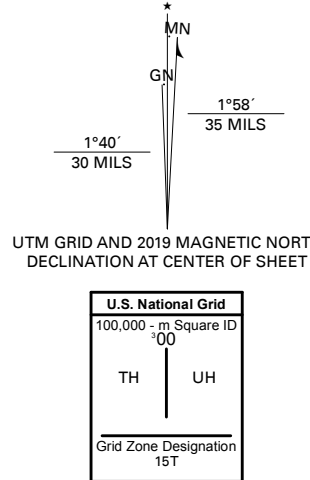 ★
MN
GN
1°58´
35 MILS
1°40´
30 MILS
UTM GRID AND 2019 MAGNETIC NORT
DECLINATION AT CENTER OF SHEET
U.S. National Grid
100,000 - m Square ID
³00
TH UH
Grid Zone Designation
15T